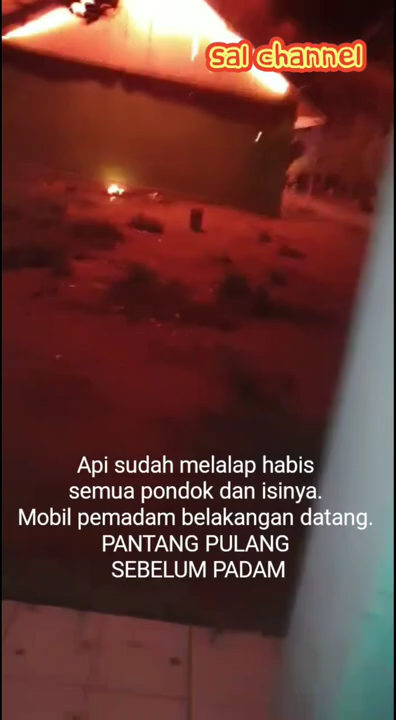 sal channel
Api sudah melalap habis
semua pondok dan isinya.
Mobil pemadam belakangan datang.
PANTANG PULANG
SEBELUM PADAM